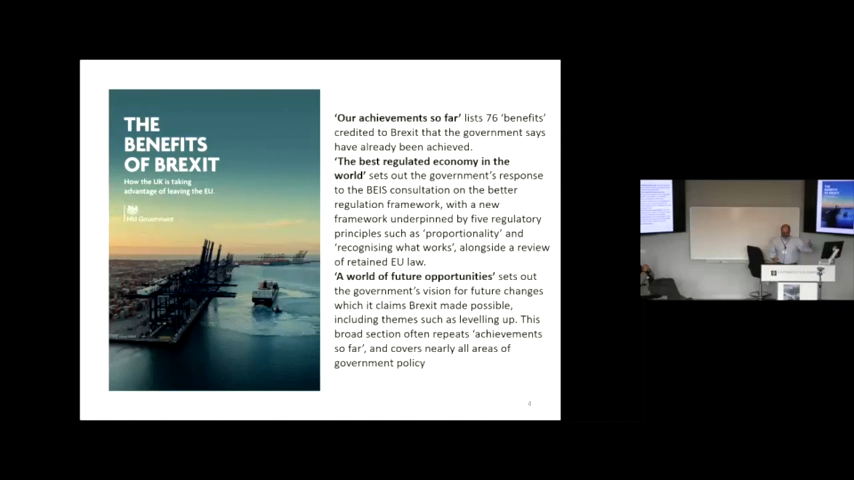 THE
BENEFITS
OF BREXIT
How the UK is taking
advantage of leaving the EU.
HM Government
‘Our achievements so far’ lists 76 ‘benefits’
credited to Brexit that the government says
have already been achieved.
‘The best regulated economy in the
world’ sets out the government’s response
to the BEIS consultation on the better
regulation framework, with a new
framework underpinned by five regulatory
principles such as ‘proportionality’ and
‘recognising what works’, alongside a review
of retained EU law.
‘A world of future opportunities’ sets out
the government’s vision for future changes
which it claims Brexit made possible,
including themes such as levelling up. This
broad section often repeats ‘achievements
so far’, and covers nearly all areas of
government policy
4